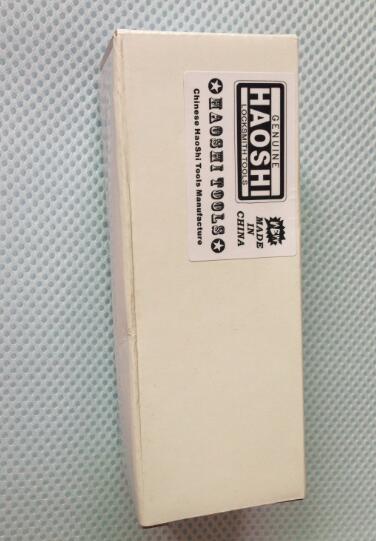 GENUINE
HAOSHI
LOCKSMITH TOOLS
NEW
MADE
IN
CHINA
HAOSHI TOOLS
Chinese HaoShi Tools Manufacture